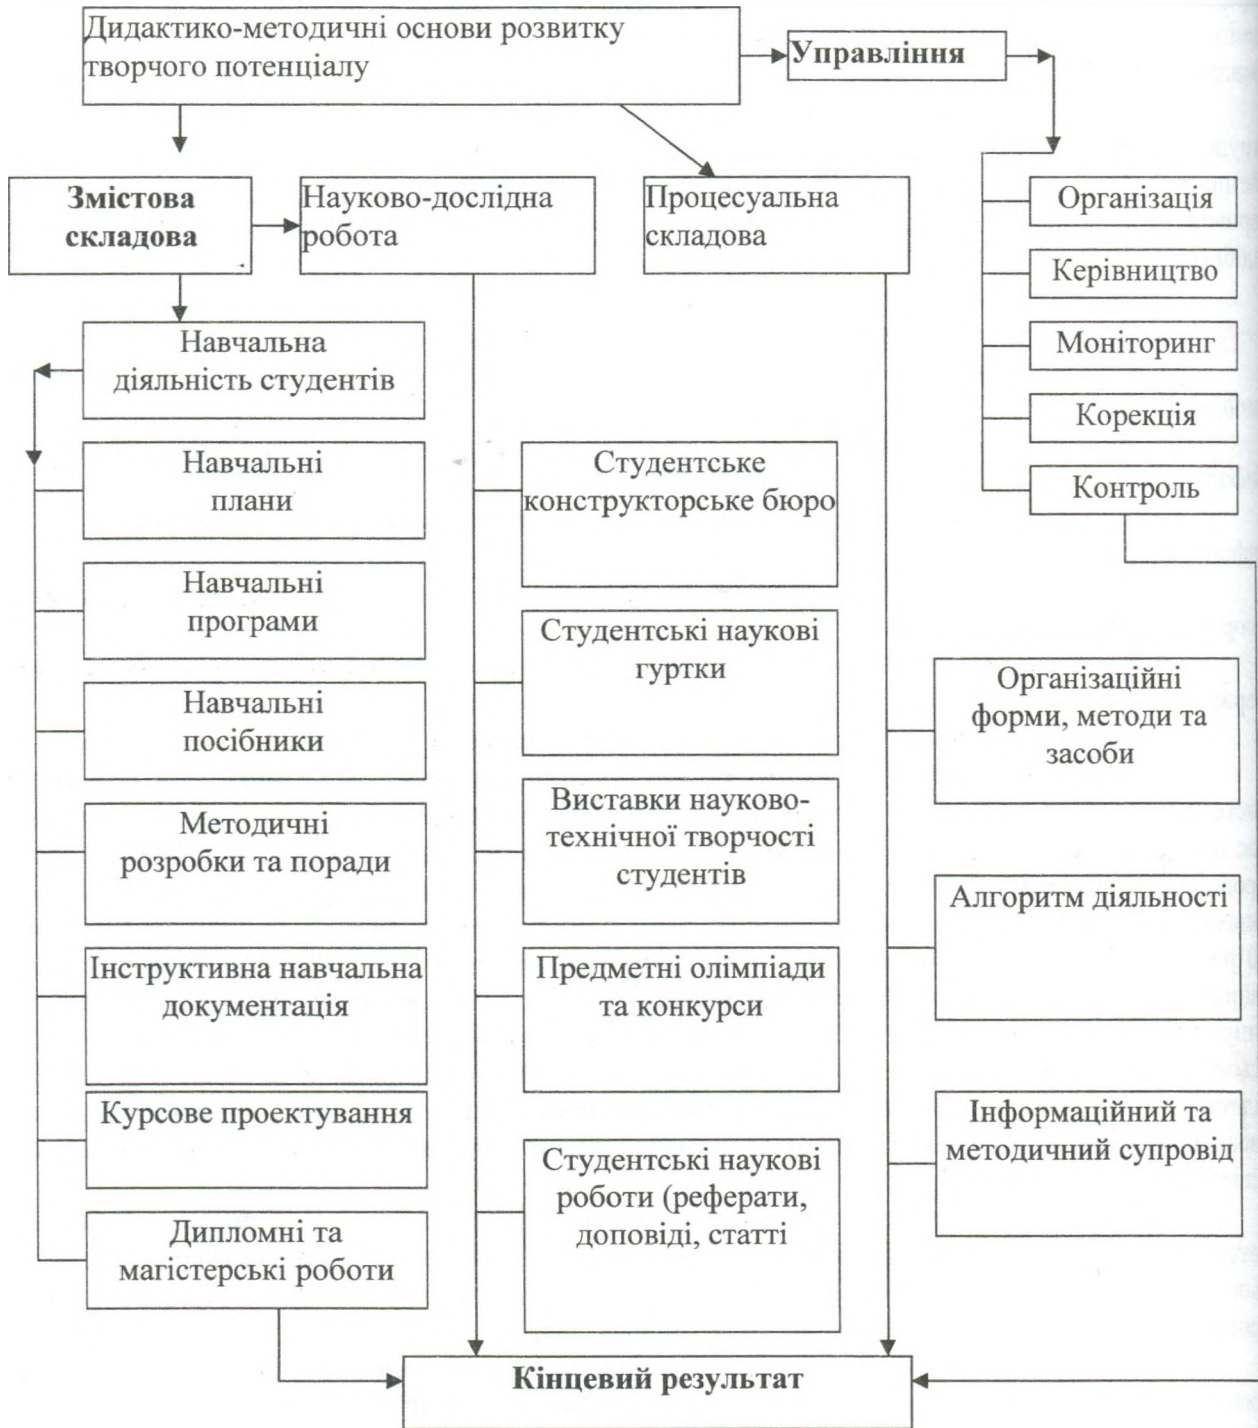 Дидактико-методичні основи розвитку
творчого потенціалу
Управління
Змістова
складова
Науково-дослідна
робота
Процесуальна
складова
Організація
Керівництво
Моніторинг
Корекція
Контроль
Навчальна
діяльність студентів
Навчальні
плани
Навчальні
програми
Навчальні
посібники
Методичні
розробки та поради
Інструктивна навчальна
документація
Курсове проектування
Дипломні та
магістерські роботи
Студентське
конструкторське бюро
Студентські наукові
гуртки
Виставки науково-
технічної творчості
студентів
Предметні олімпіади
та конкурси
Студентські наукові
роботи (реферати,
доповіді, статті
Організаційні
форми, методи та
засоби
Алгоритм діяльності
Інформаційний та
методичний супровід
Кінцевий результат